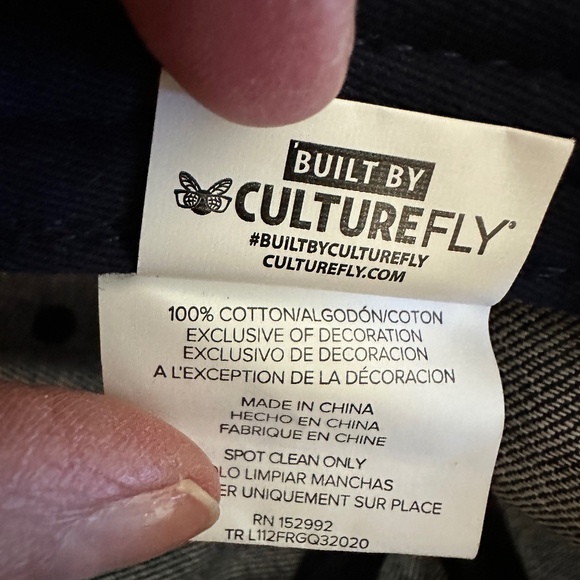 BUILT BY
CULTUREFLY®
#BUiLTBYCULTUREFLY
CULTUREFLY.COM
100% COTTON/ALGODÓN/COTON
EXCLUSIVE OF DECORATION
EXCLUSIVO DE DECORACION
A L'EXCEPTION DE LA DÉCORATION
MADE IN CHINA
HECHO EN CHINA
FABRIQUE EN CHINE
SPOT CLEAN ONLY
LIMPIAR MANCHAS
UNIQUEMENT SUR PLACE
RN 152992
TR L112FRGQ32020